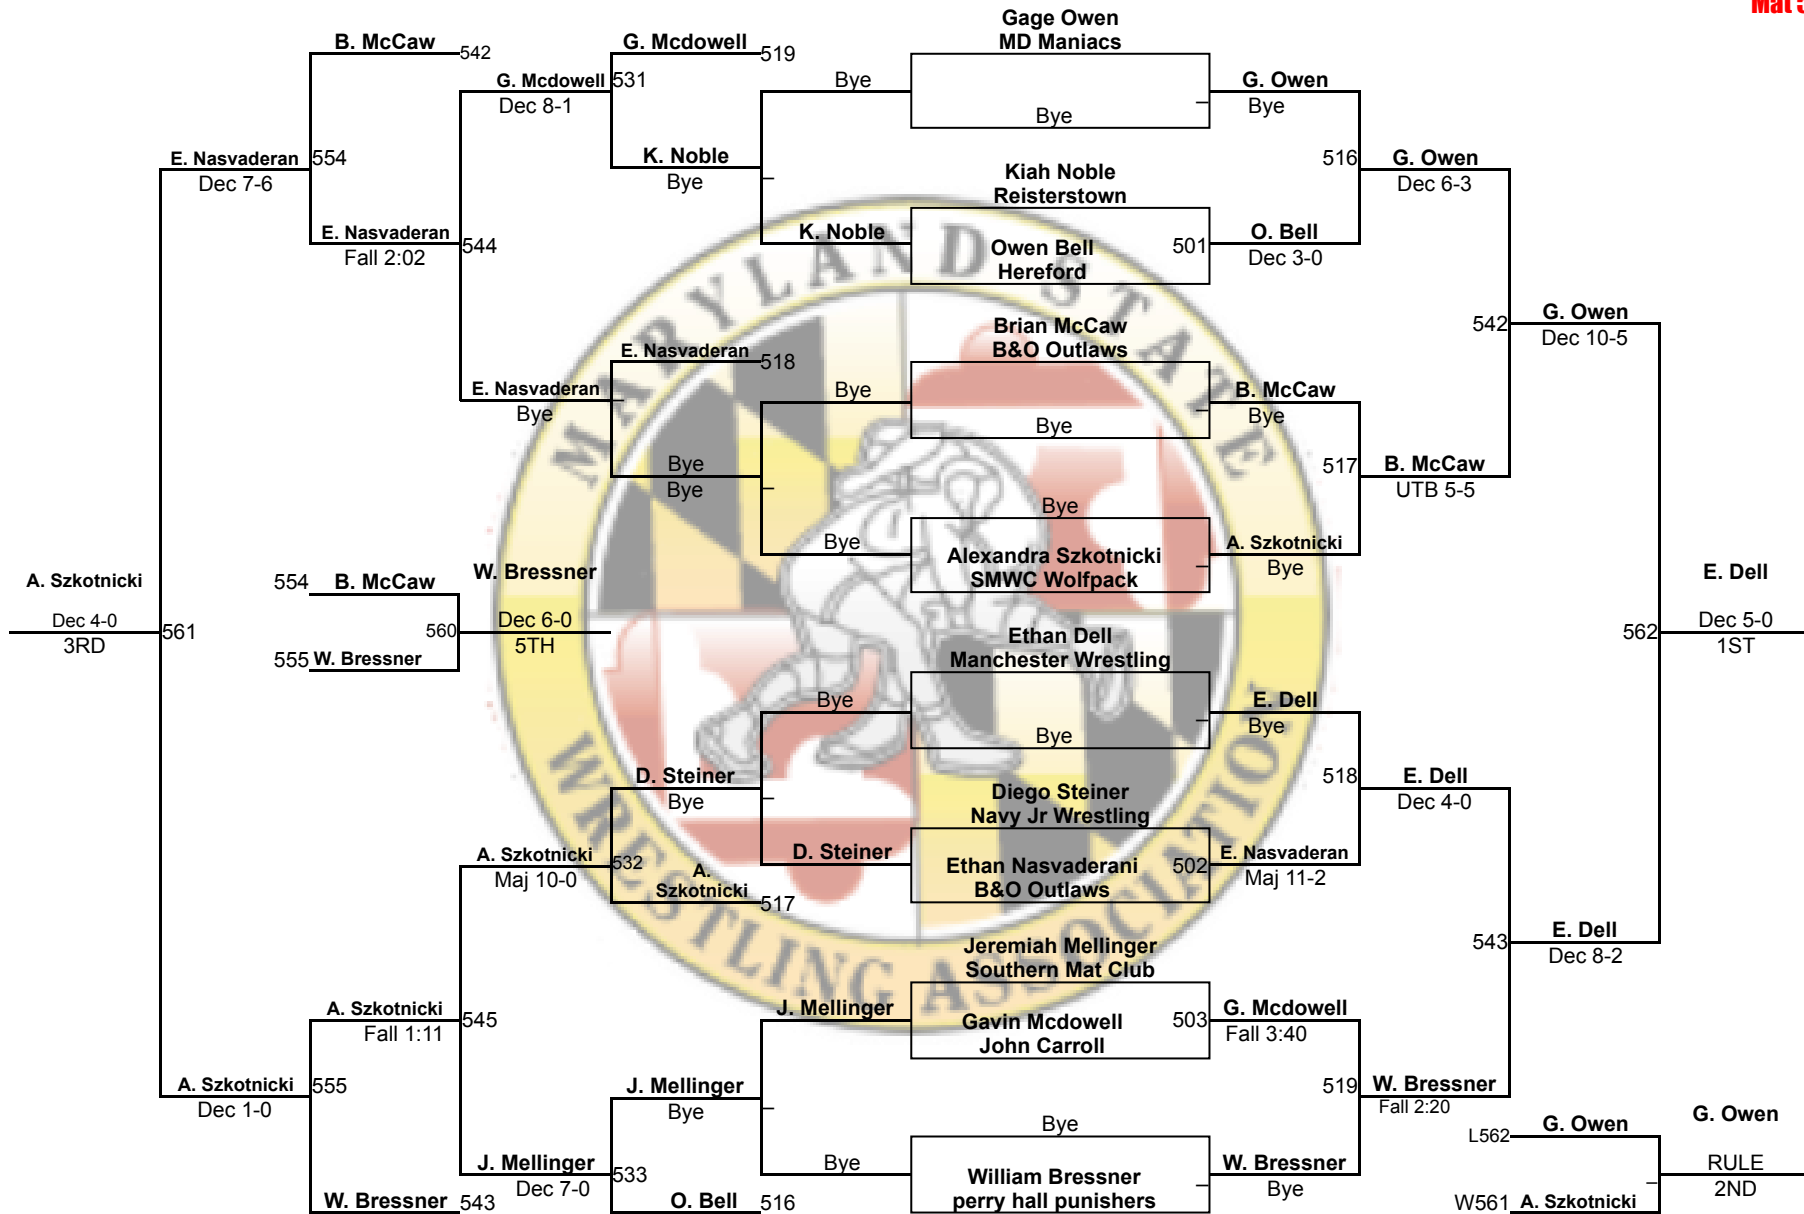 Mat
Gage Owen
MD Maniacs
B. McCaw 542
G. Mcdowell 519
G. Mcdowell 531
Dec 8-1
Bye
Bye
G. Owen
Bye
E. Nasvaderan 554
Dec 7-6
K. Noble
Bye
Kiah Noble
Reisterstown
516 G. Owen
Dec 6-3
E. Nasvaderan
Fall 2:02
544
K. Noble
Owen Bell 501
Hereford
O. Bell
Dec 3-0
Brian McCaw
B&O Outlaws
542 G. Owen
Dec 10-5
E. Nasvaderan 518
E. Nasvaderan
Bye
Bye
Bye
B. McCaw
Bye
Bye
Bye
517 B. McCaw
UTB 5-5
Bye
Bye
Alexandra Szkotnicki
SMWC Wolfpack
A. Szkotnicki
Bye
A. Szkotnicki
Dec 4-0
3RD
561
554 B. McCaw
555 W. Bressner
560
W. Bressner
Dec 6-0
5TH
Ethan Dell
Manchester Wrestling
562
E. Dell
Dec 5-0
1ST
Bye
Bye
E. Dell
Bye
D. Steiner
Bye
Diego Steiner
Navy Jr Wrestling
518 E. Dell
Dec 4-0
A. Szkotnicki 532
Maj 10-0
D. Steiner
Ethan Nasvaderani 502
B&O Outlaws
E. Nasvaderan
Maj 11-2
A.
Szkotnicki 517
Jeremiah Mellinger
Southern Mat Club
543 E. Dell
Dec 8-2
A. Szkotnicki
Fall 1:11
545
J. Mellinger
Gavin Mcdowell 503
John Carroll
G. Mcdowell
Fall 3:40
A. Szkotnicki 555
Dec 1-0
J. Mellinger
Bye
519 W. Bressner
Fall 2:20
Bye
Bye
L562 G. Owen
G. Owen
J. Mellinger 533
Dec 7-0
William Bressner
perry hall punishers
W. Bressner
Bye
RULE
2ND
W. Bressner 543
O. Bell 516
W561 A. Szkotnicki
MARYLAND STATE
WRESTLING ASSOCIATION